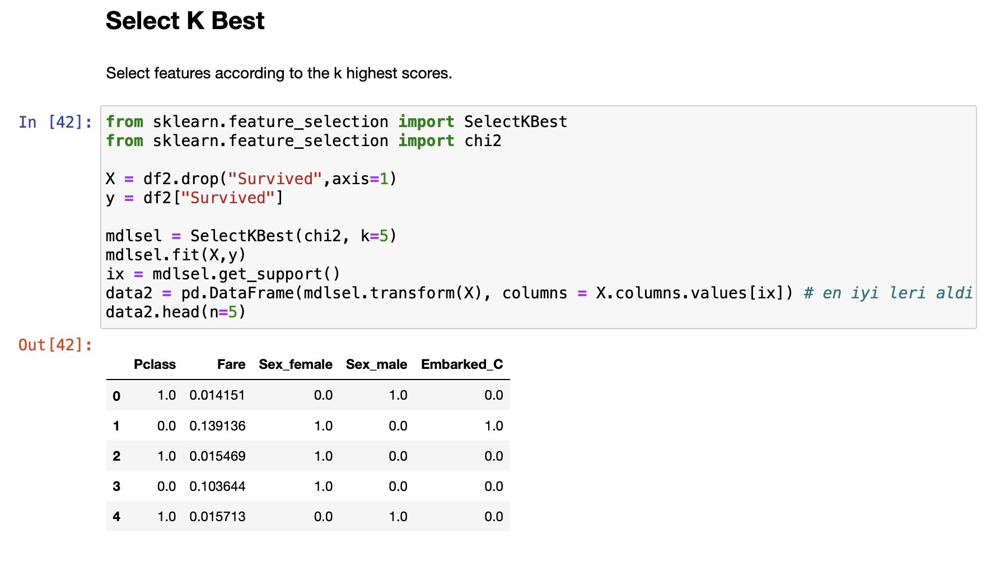 Select K Best
Select features according to the k highest scores.
In [42]:
from sklearn.feature_selection import SelectKBest
from sklearn.feature_selection import chi2
X = df2.drop("Survived",axis=1)
y = df2["Survived"]
mdlsel = SelectKBest(chi2, k=5)
mdlsel.fit(X,y)
ix = mdlsel.get_support()
data2 = pd.DataFrame(mdlsel.transform(X), columns = X.columns.values[ix]) # en iyi leri aldi
data2.head(n=5)
Out[42]:
Pclass Fare Sex_female Sex_male Embarked_C
0 1.0 0.014151 0.0 1.0 0.0
1 0.0 0.139136 1.0 0.0 1.0
2 1.0 0.015469 1.0 0.0 0.0
3 0.0 0.103644 1.0 0.0 0.0
4 1.0 0.015713 0.0 1.0 0.0